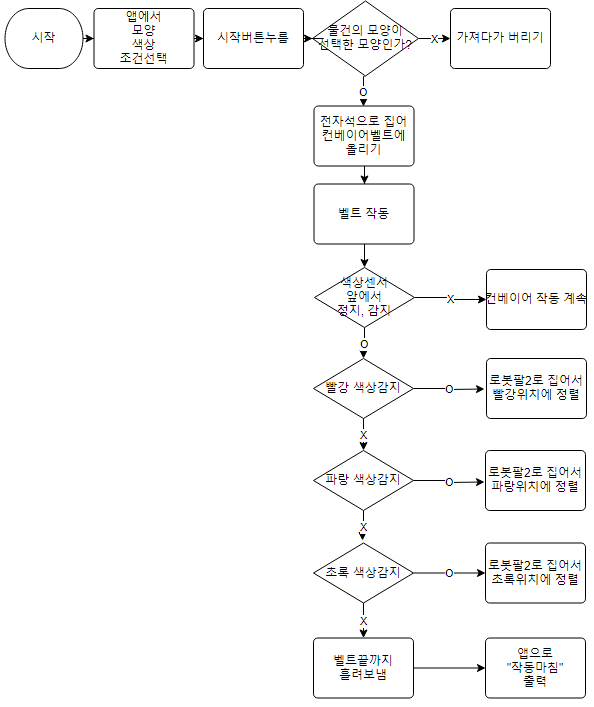 시작
앱에서
모양
색상
조건선택
시작버튼누름
물건의 모양이
선택한 모양인가?
X
가져다가 버리기
O
전자석으로 집어
컨베이어벨트에
올리기
벨트 작동
색상센서
앞에서
정지, 감지
X
컨베이어 작동 계속
O
빨강 색상감지
O
로봇팔2로 집어서
빨강위치에 정렬
X
파랑 색상감지
O
로봇팔2로 집어서
파랑위치에 정렬
X
초록 색상감지
O
로봇팔2로 집어서
초록위치에 정렬
X
벨트끝까지
흘려보냄
앱으로
"작동마침"
출력